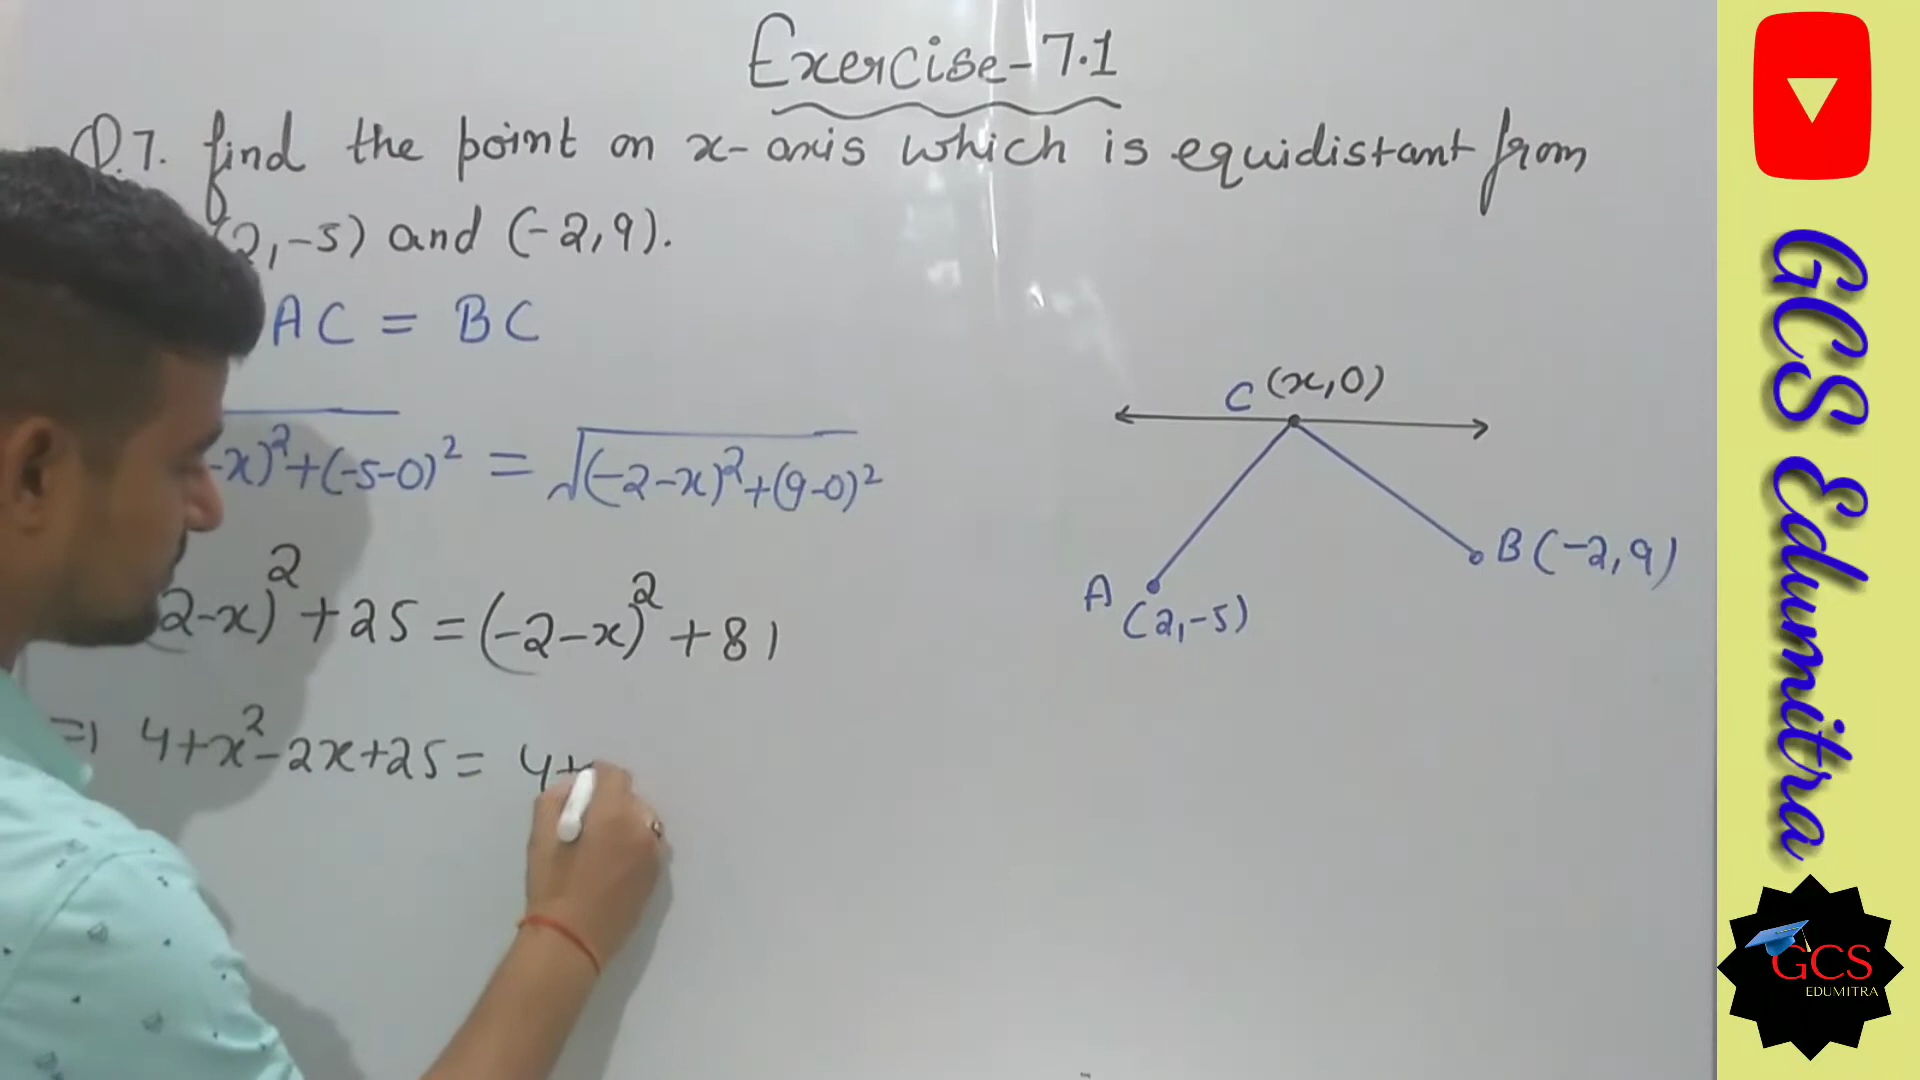 Exercise-7.1
Q.7. find the point on x-axis which is equidistant from
2,-5) and (-2,9).
AC = BC
-x)²+(-5-0)² = √(-2-x)²+(9-0)²
2-x)²+25=(-2-x)²+81
⇒ 4+x²-2x+25= 4+
C (x,0)
B (-2,9)
A (2,-5)
GCS Edumitra
GCS
EDUMITRA